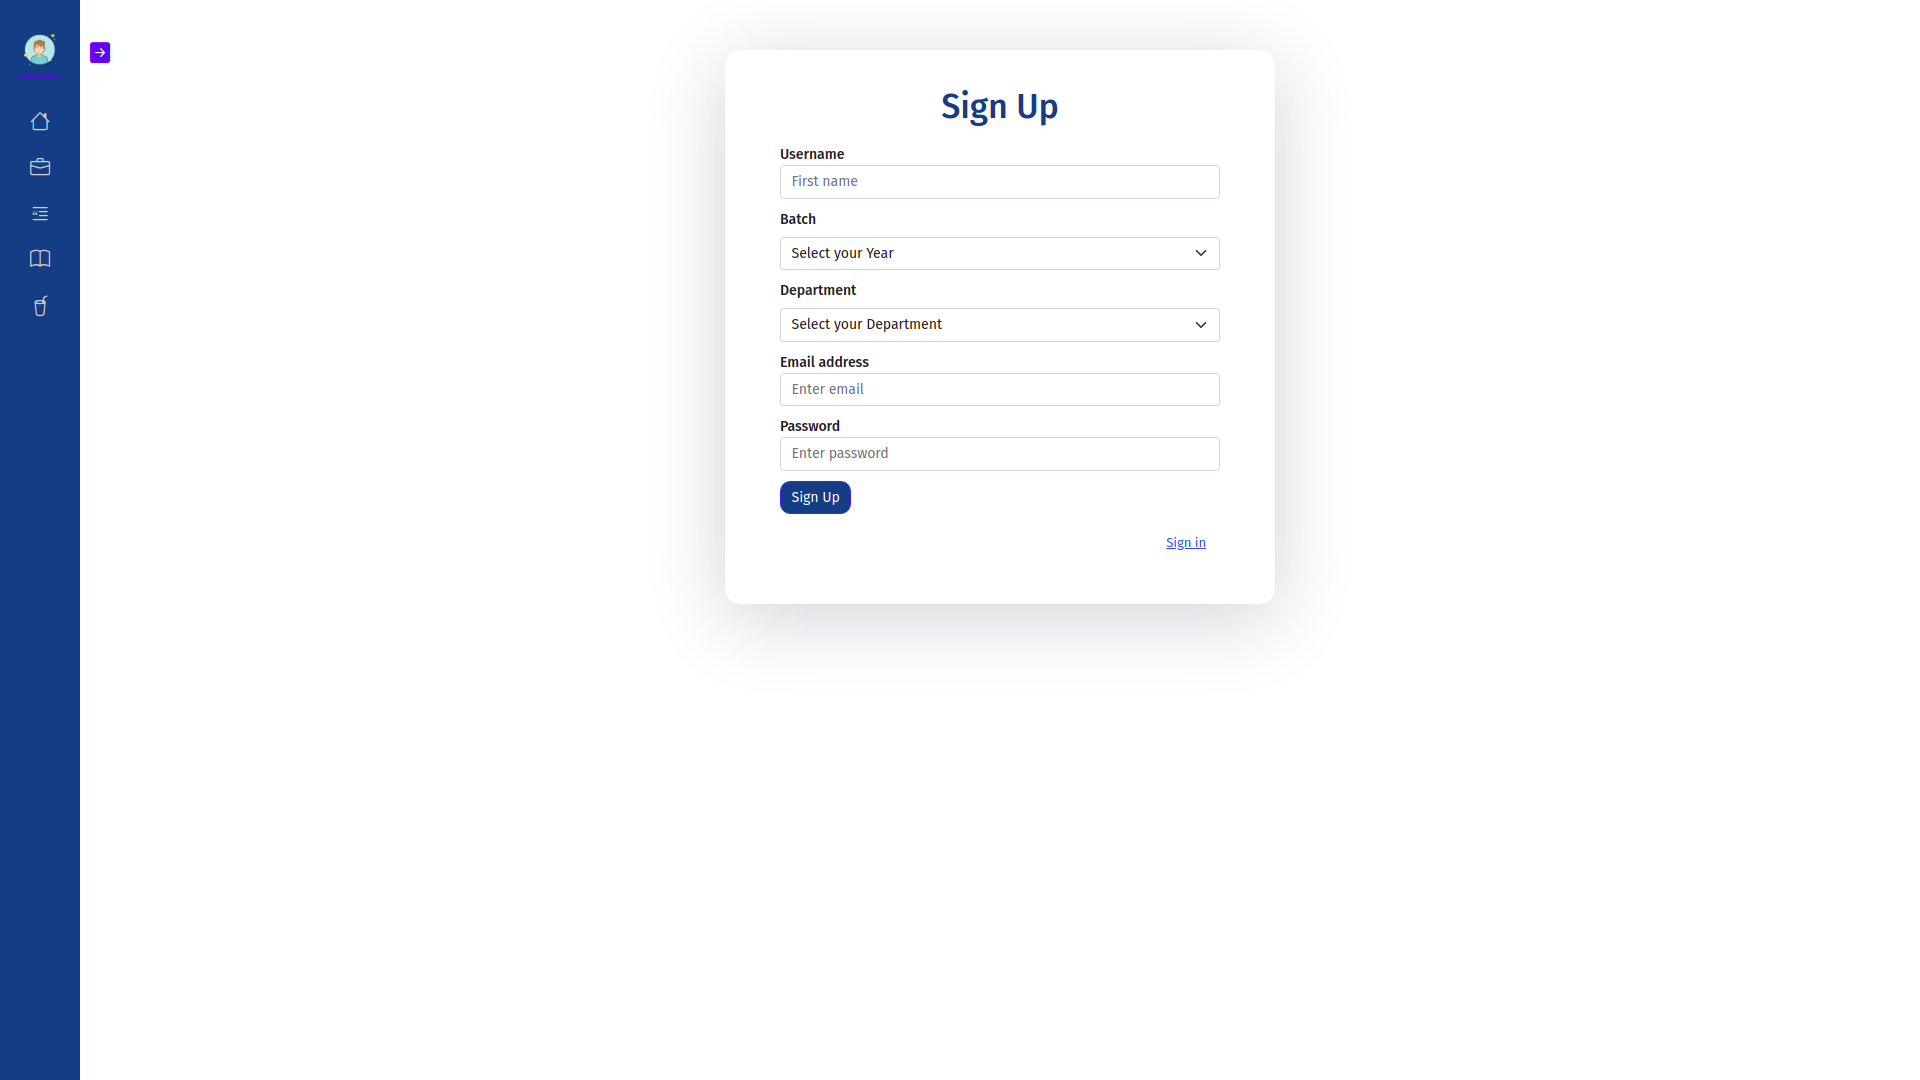 Sign Up
Username
First name
Batch
Select your Year
Department
Select your Department
Email address
Enter email
Password
Enter password
Sign Up
Sign in